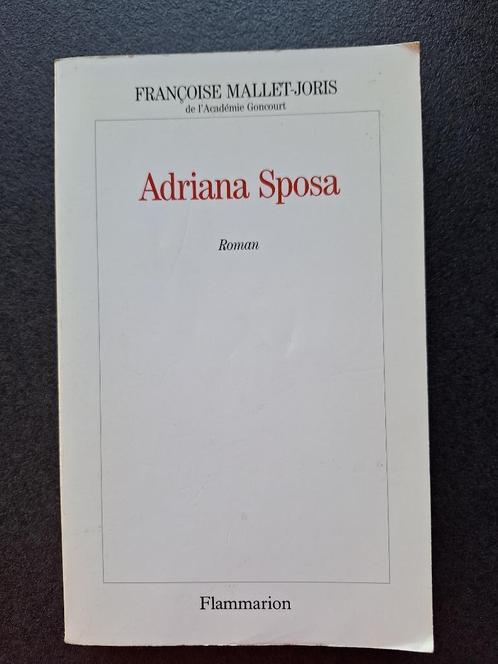 FRANÇOISE MALLET-JORIS
de l'Académie Goncourt
Adriana Sposa
Roman
Flammarion